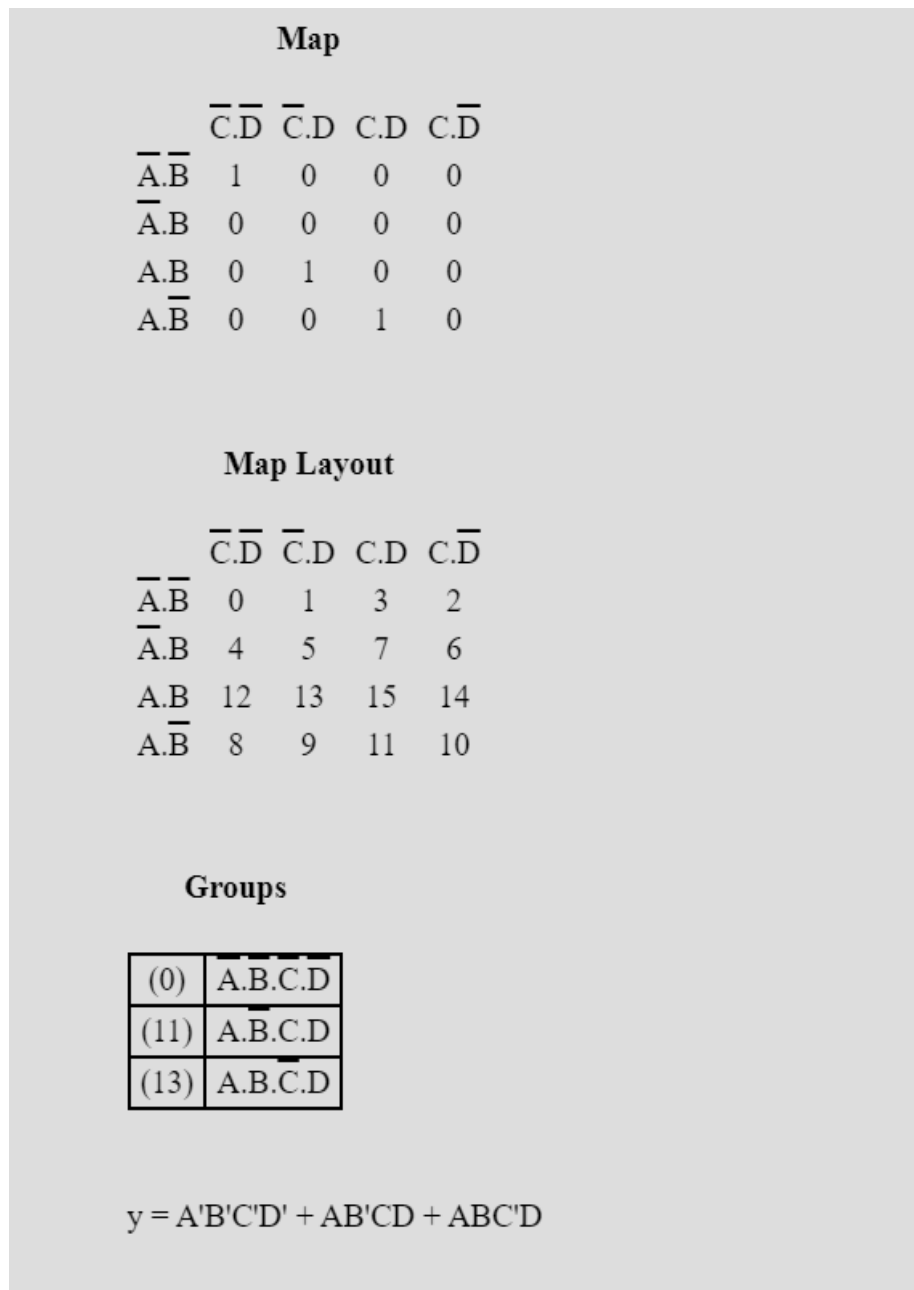 Map
C̅.D̅ C̅.D C.D C.D̅
A̅.B̅ 1 0 0 0
A̅.B 0 0 0 0
A.B 0 1 0 0
A.B̅ 0 0 1 0
Map Layout
C̅.D̅ C̅.D C.D C.D̅
A̅.B̅ 0 1 3 2
A̅.B 4 5 7 6
A.B 12 13 15 14
A.B̅ 8 9 11 10
Groups
(0) A̅.B̅.C̅.D̅
(11) A.B̅.C.D
(13) A.B.C̅.D
y = A'B'C'D' + AB'CD + ABC'D